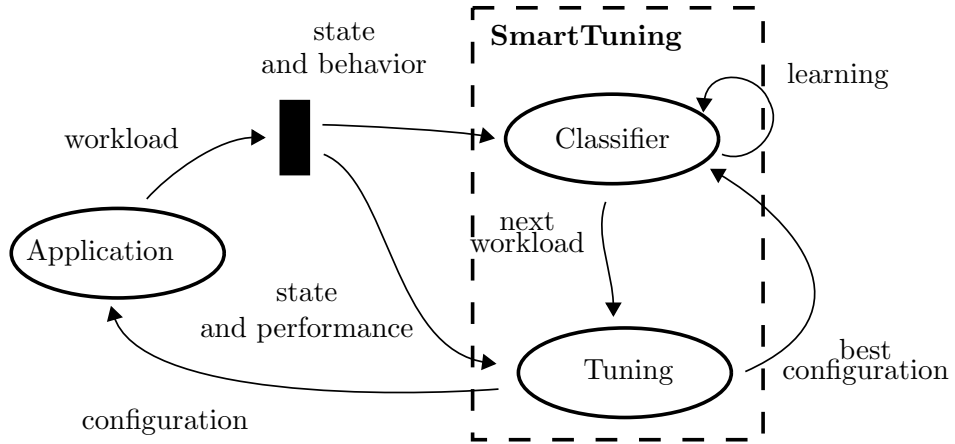 state
and behavior
SmartTuning
learning
workload
Classifier
next
workload
Application
state
and performance
best
configuration
Tuning
configuration